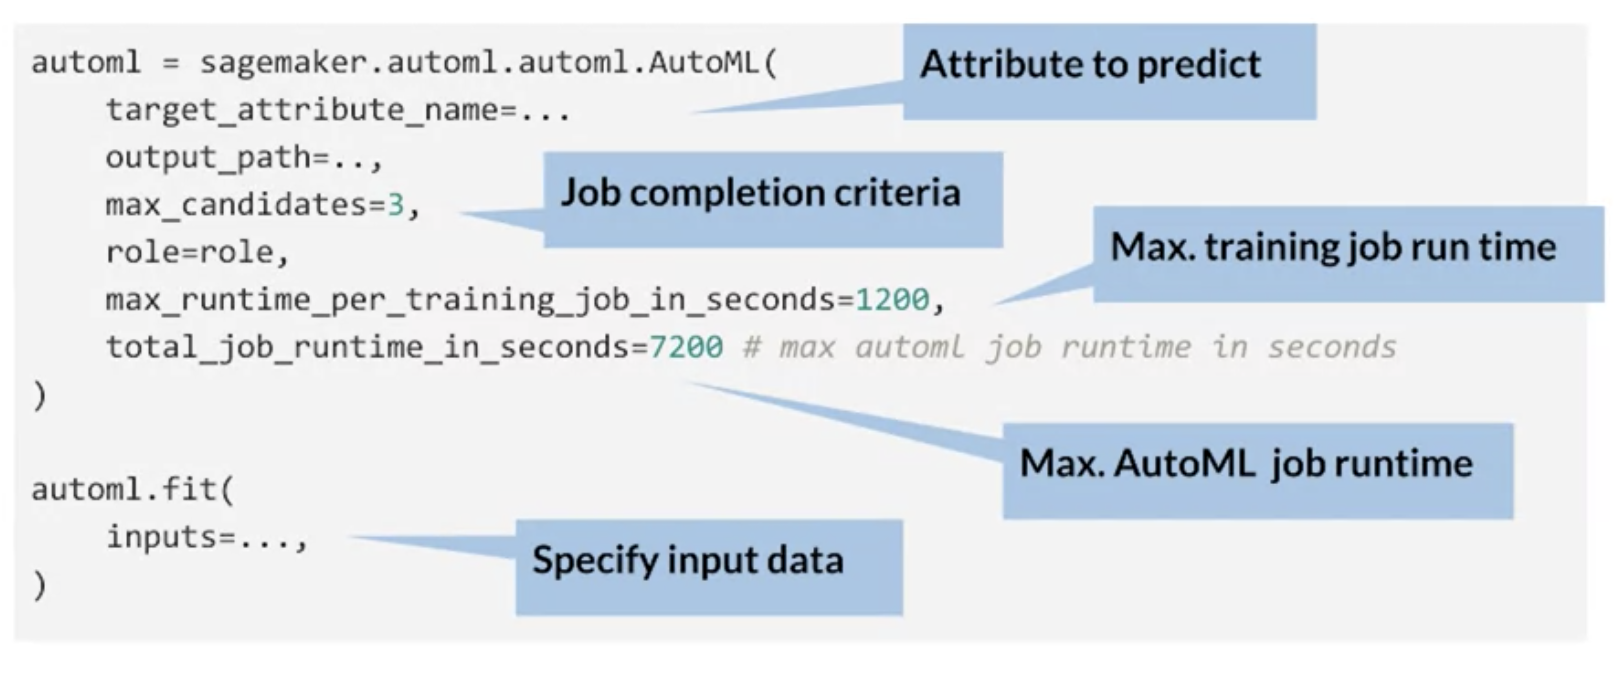 automl = sagemaker.automl.automl.AutoML(
Attribute to predict
target_attribute_name=...
output_path=..,
Job completion criteria
max_candidates=3,
role=role,
Max. training job run time
max_runtime_per_training_job_in_seconds=1200,
total_job_runtime_in_seconds=7200 # max automl job runtime in seconds
)
Max. AutoML job runtime
automl.fit(
inputs=...,
Specify input data
)